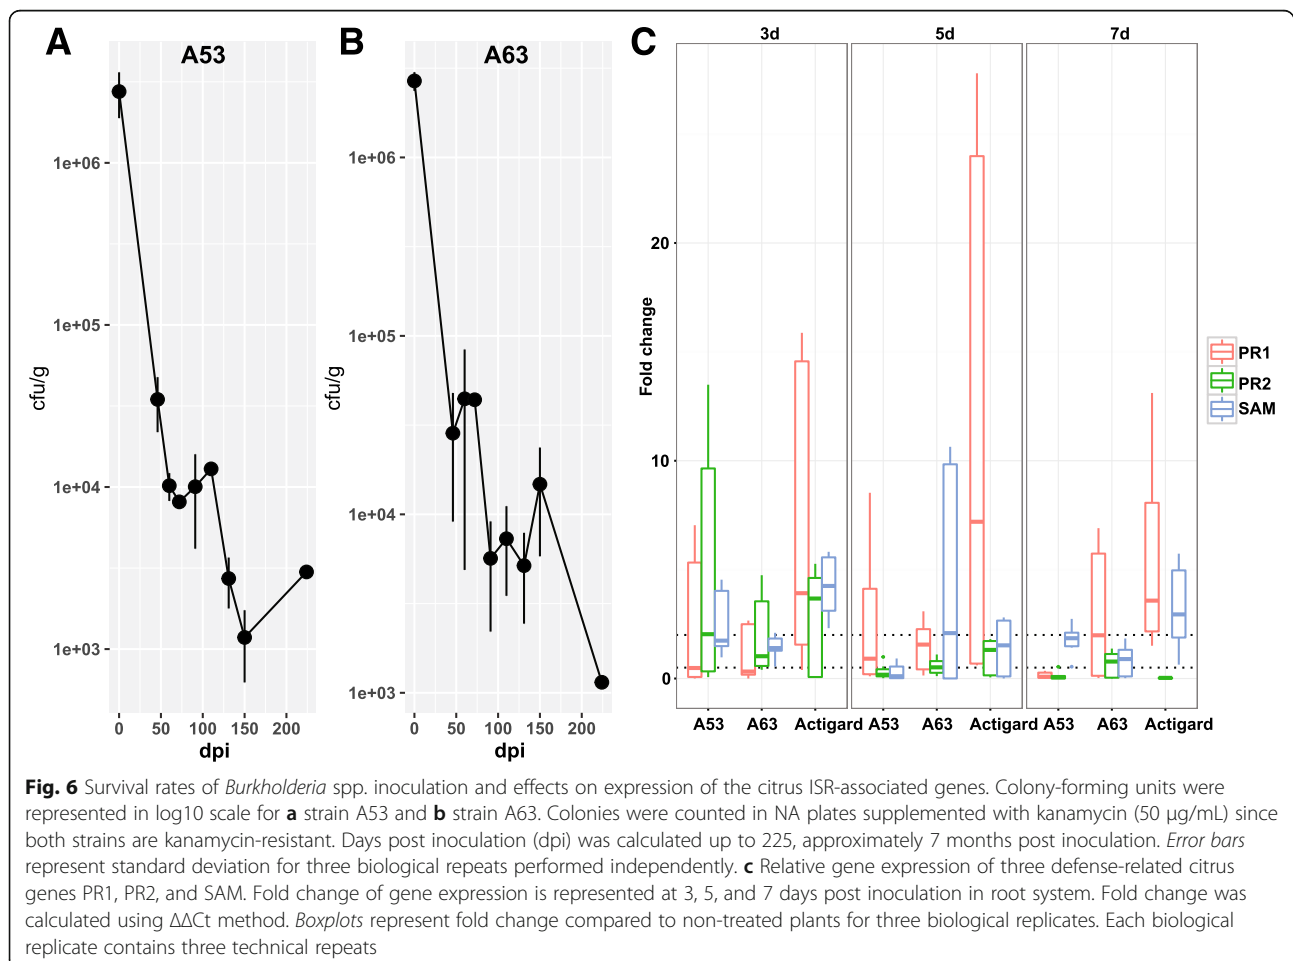 A
A53
1e+06
1e+05
1e+04
1e+03
cfu/g
0 50 100 150 200
dpi
B
A63
1e+06
1e+05
1e+04
1e+03
cfu/g
0 50 100 150 200
dpi
C
3d 5d 7d
20
10
0
Fold change
A53 A63 Actigard A53 A63 Actigard A53 A63 Actigard
PR1
PR2
SAM
Fig. 6 Survival rates of Burkholderia spp. inoculation and effects on expression of the citrus ISR-associated genes. Colony-forming units were
represented in log10 scale for a strain A53 and b strain A63. Colonies were counted in NA plates supplemented with kanamycin (50 μg/mL) since
both strains are kanamycin-resistant. Days post inoculation (dpi) was calculated up to 225, approximately 7 months post inoculation. Error bars
represent standard deviation for three biological repeats performed independently. c Relative gene expression of three defense-related citrus
genes PR1, PR2, and SAM. Fold change of gene expression is represented at 3, 5, and 7 days post inoculation in root system. Fold change was
calculated using ΔΔCt method. Boxplots represent fold change compared to non-treated plants for three biological replicates. Each biological
replicate contains three technical repeats